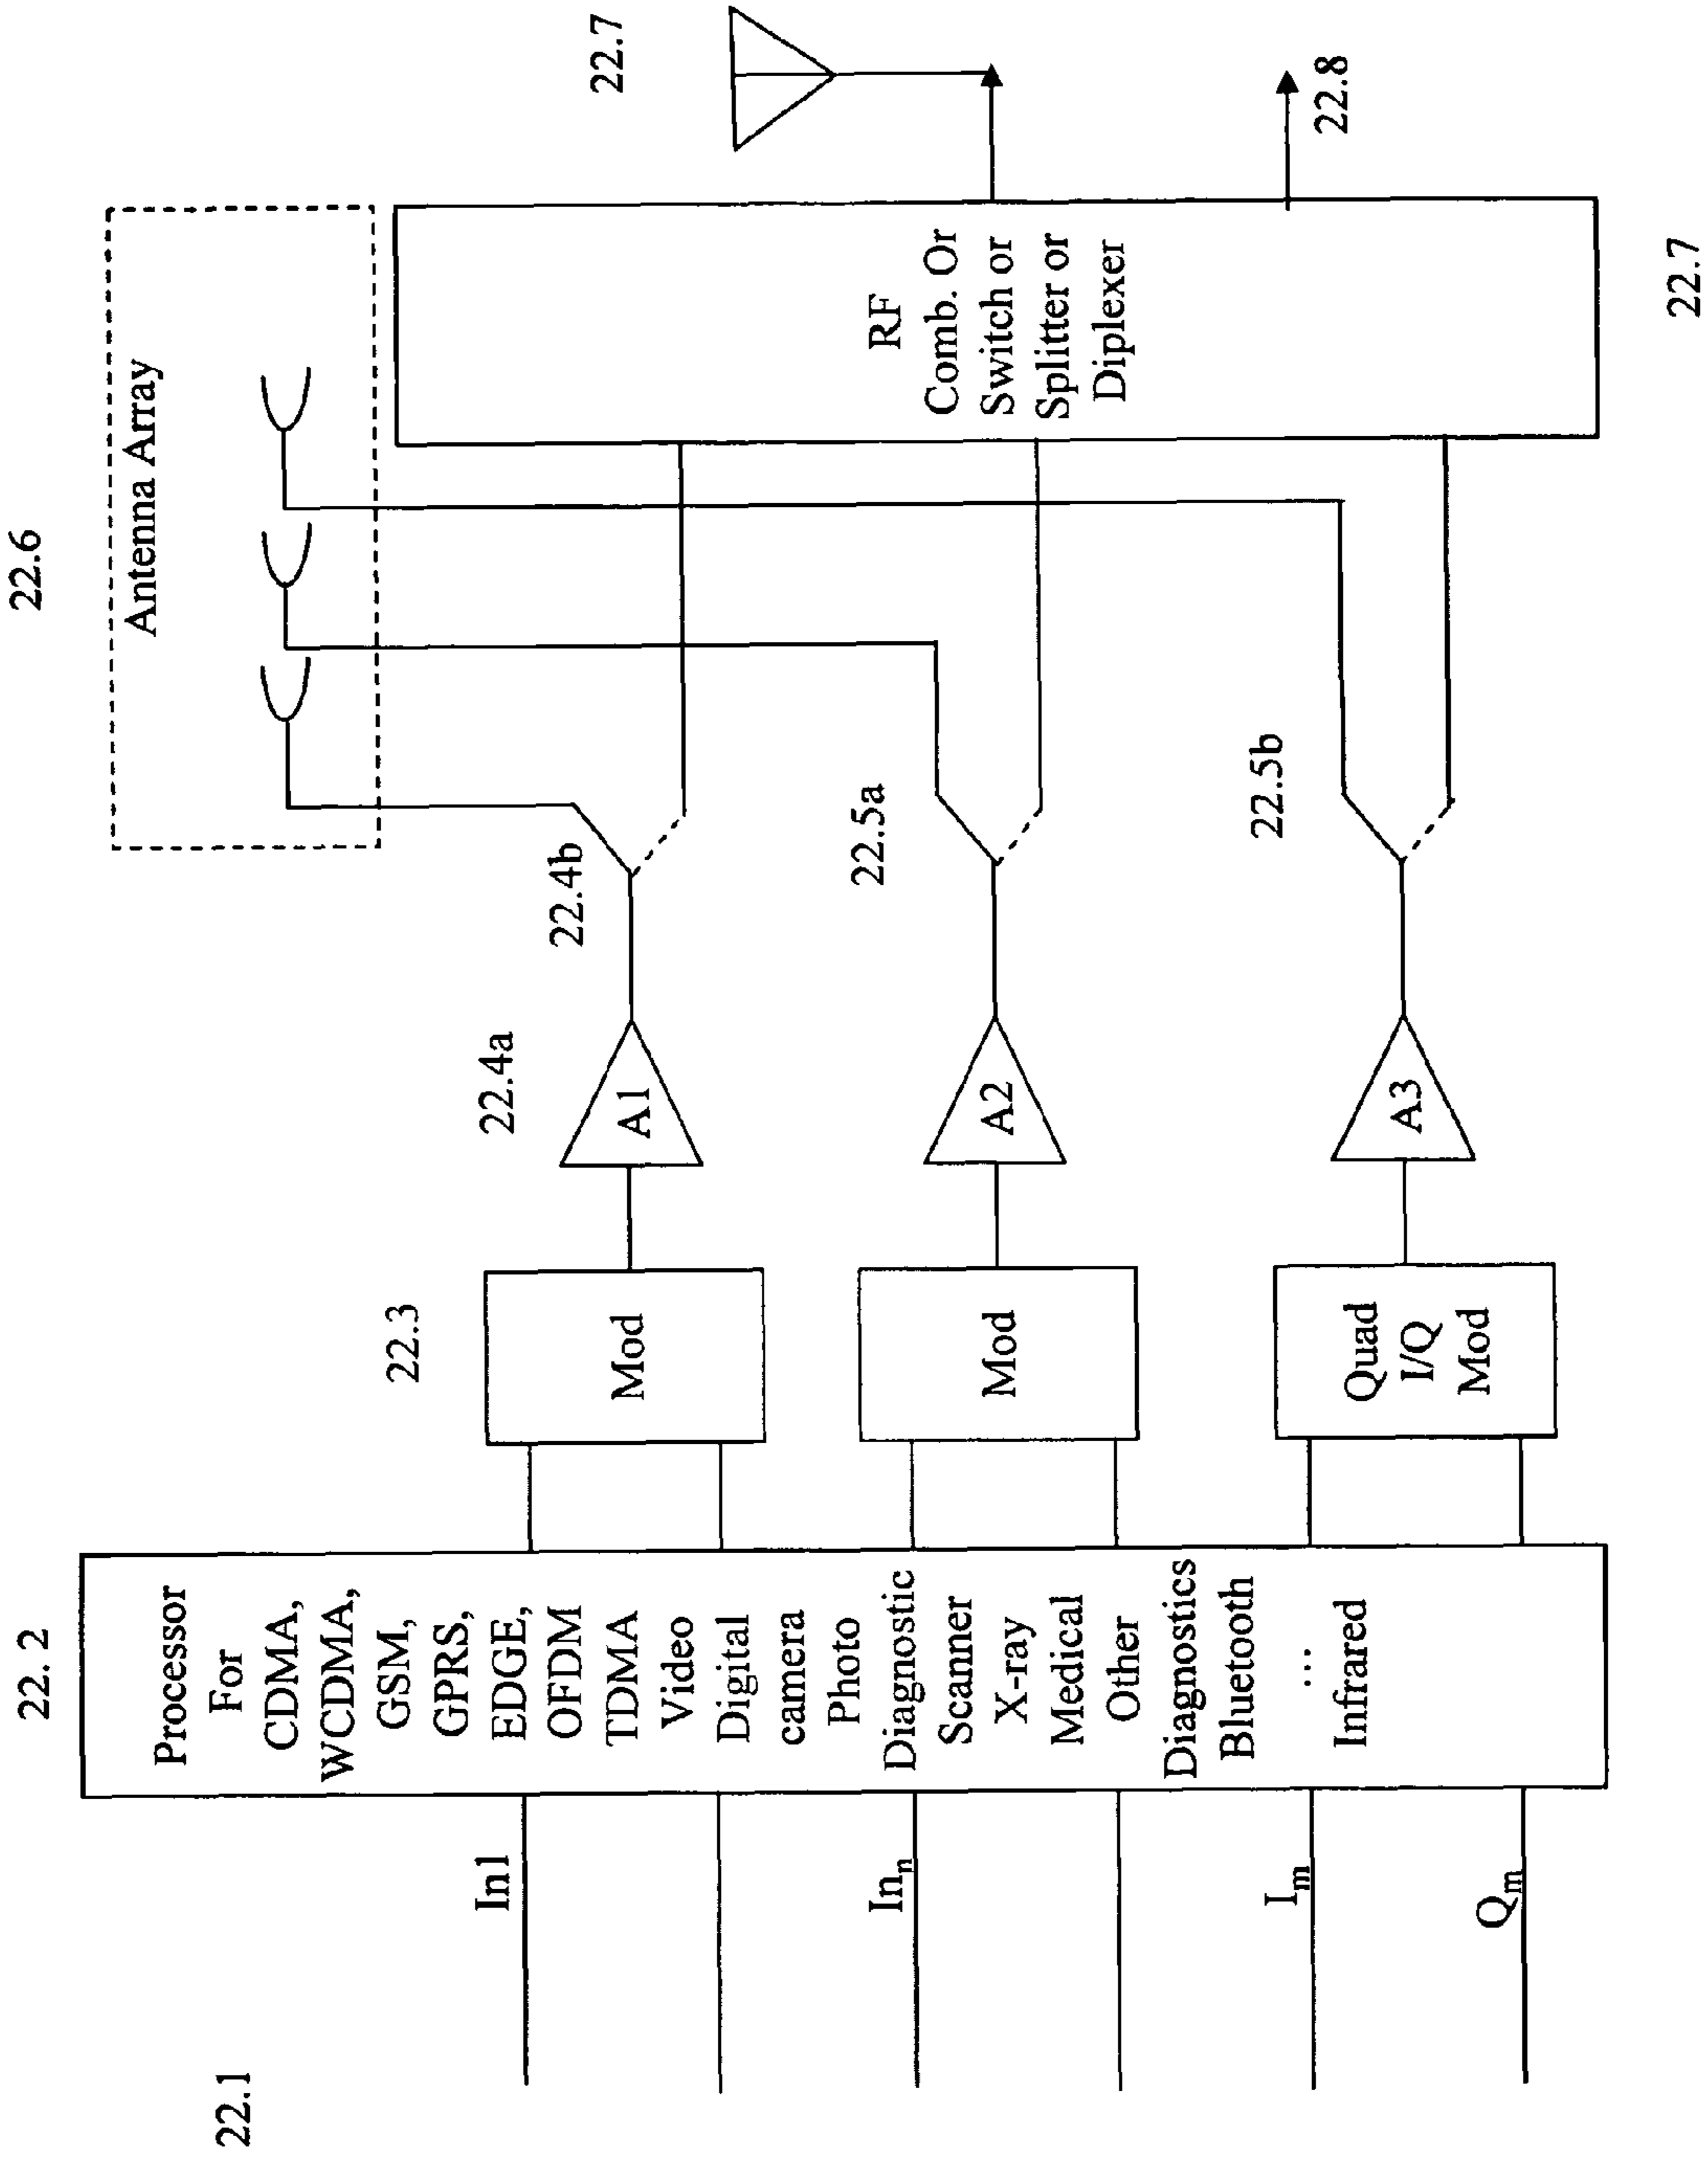 22.1
22. 2
Processor
For
CDMA,
WCDMA,
GSM,
GPRS,
EDGE,
OFDM
TDMA
Video
Digital
camera
Photo
Diagnostic
Scanner
X-ray
Medical
Other
Diagnostics
Bluetooth
...
Infrared
In1
Inn
Im
Qm
22.3
Mod
Mod
Quad
I/Q
Mod
22.4a
A1
A2
A3
22.4b
22.5a
22.5b
22.6
Antenna Array
RF
Comb. Or
Switch or
Splitter or
Diplexer
22.7
22.7
22.8